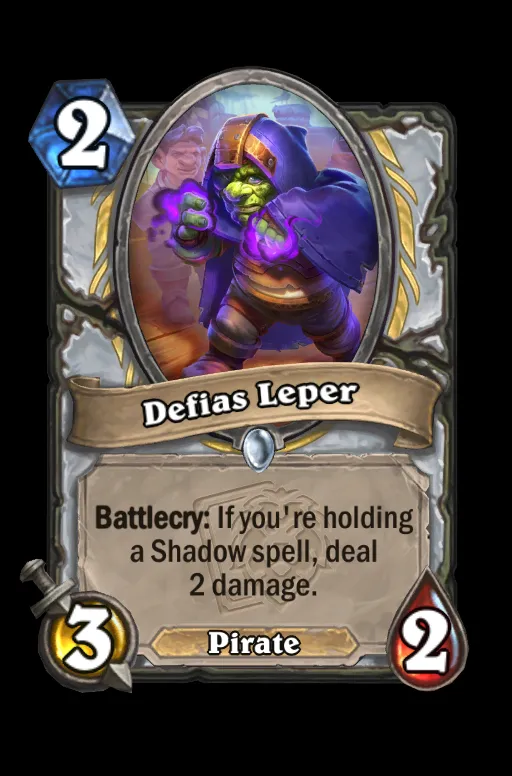 2
Defias Leper
Battlecry: If you're holding
a Shadow spell, deal
2 damage.
3
Pirate
2